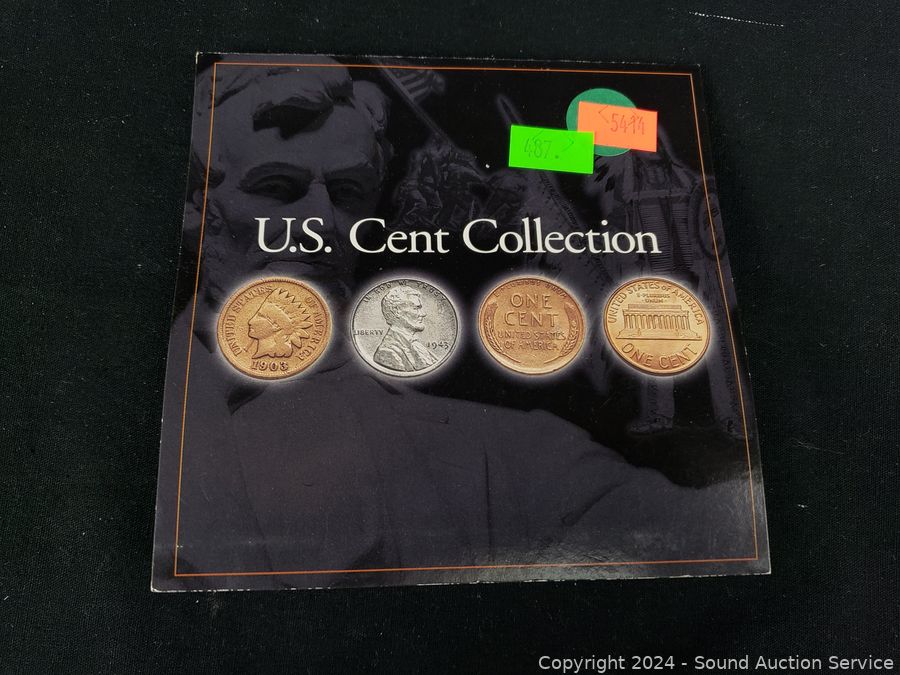 5414
487.
U.S. Cent Collection
UNITED STATES OF AMERICA
1903
IN GOD WE TRUST
LIBERTY
1943
ONE
CENT
UNITED STATES
OF AMERICA
UNITED STATES OF AMERICA
E·PLURIBUS
UNUM
ONE CENT
Copyright 2024 - Sound Auction Service